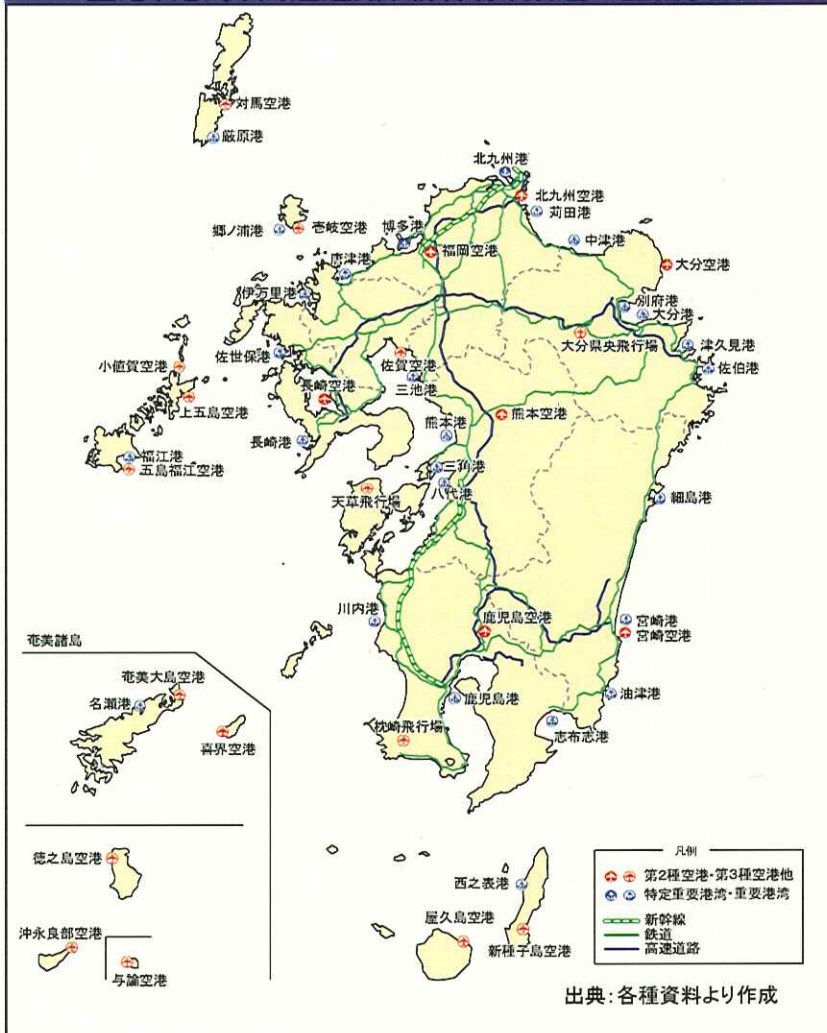 対馬空港
厳原港
北九州港
北九州空港
苅田港
郷ノ浦港
壱岐空港
博多港
福岡空港
中津港
大分空港
唐津港
伊万里港
別府港
大分港
佐世保港
佐賀空港
大分県央飛行場
津久見港
小値賀空港
三池港
佐伯港
長崎空港
上五島空港
熊本港
熊本空港
長崎港
福江港
五島福江空港
三角港
八代港
天草飛行場
細島港
川内港
鹿児島空港
宮崎港
宮崎空港
奄美諸島
奄美大島空港
名瀬港
鹿児島港
油津港
志布志港
枕崎飛行場
喜界空港
徳之島空港
西之表港
屋久島空港
新種子島空港
沖永良部空港
与論空港
凡例
第2種空港・第3種空港他
特定重要港湾・重要港湾
新幹線
鉄道
高速道路
出典：各種資料より作成